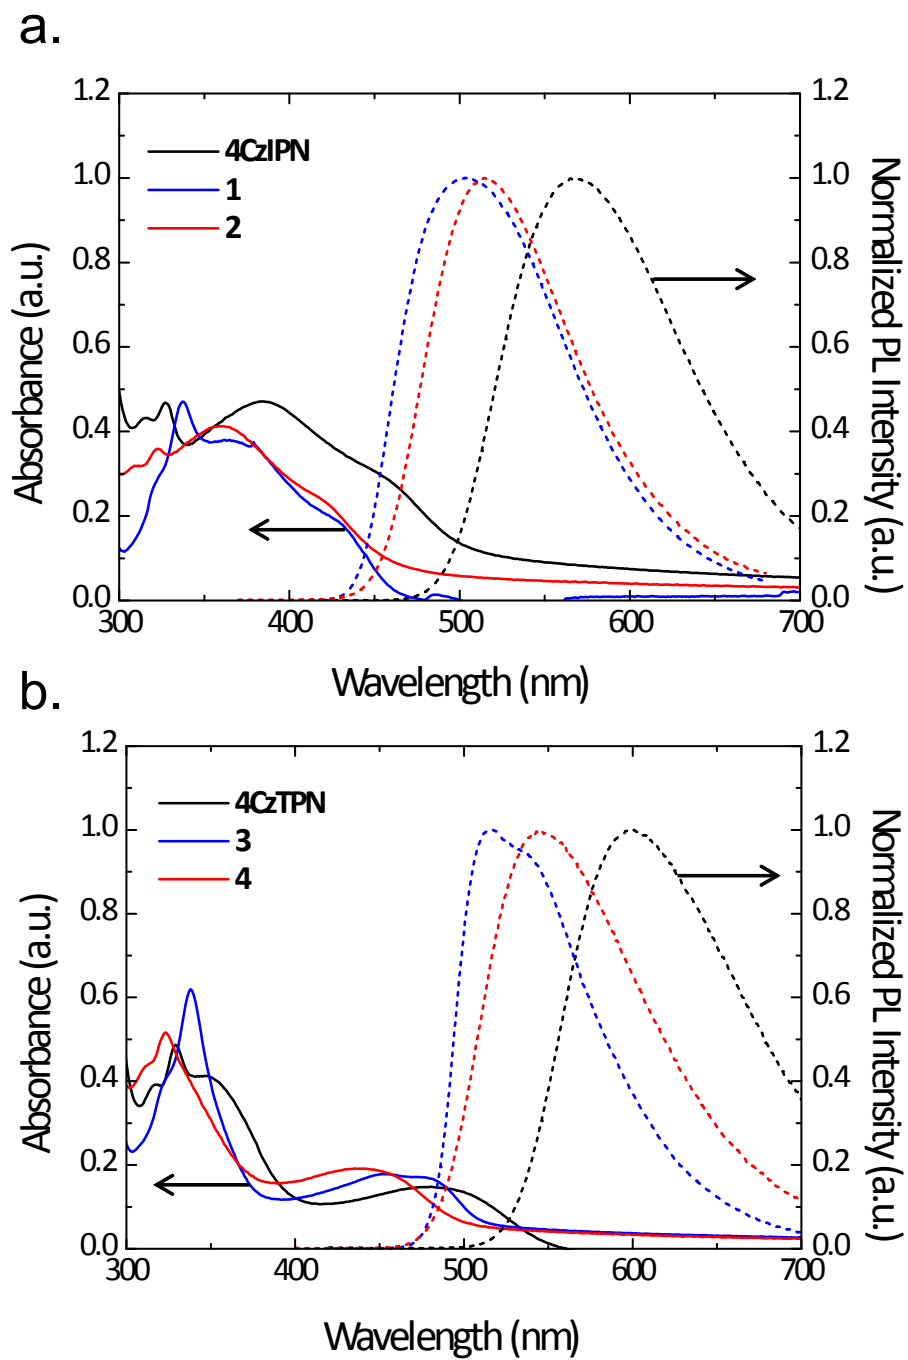 a.
1.2
1.0
0.8
0.6
0.4
0.2
0.0
Absorbance (a.u.)
4CzIPN
1
2
1.2
1.0
0.8
0.6
0.4
0.2
0.0
Normalized PL Intensity (a.u.)
300 400 500 600 700
Wavelength (nm)
b.
1.2
1.0
0.8
0.6
0.4
0.2
0.0
Absorbance (a.u.)
4CzTPN
3
4
1.2
1.0
0.8
0.6
0.4
0.2
0.0
Normalized PL Intensity (a.u.)
300 400 500 600 700
Wavelength (nm)